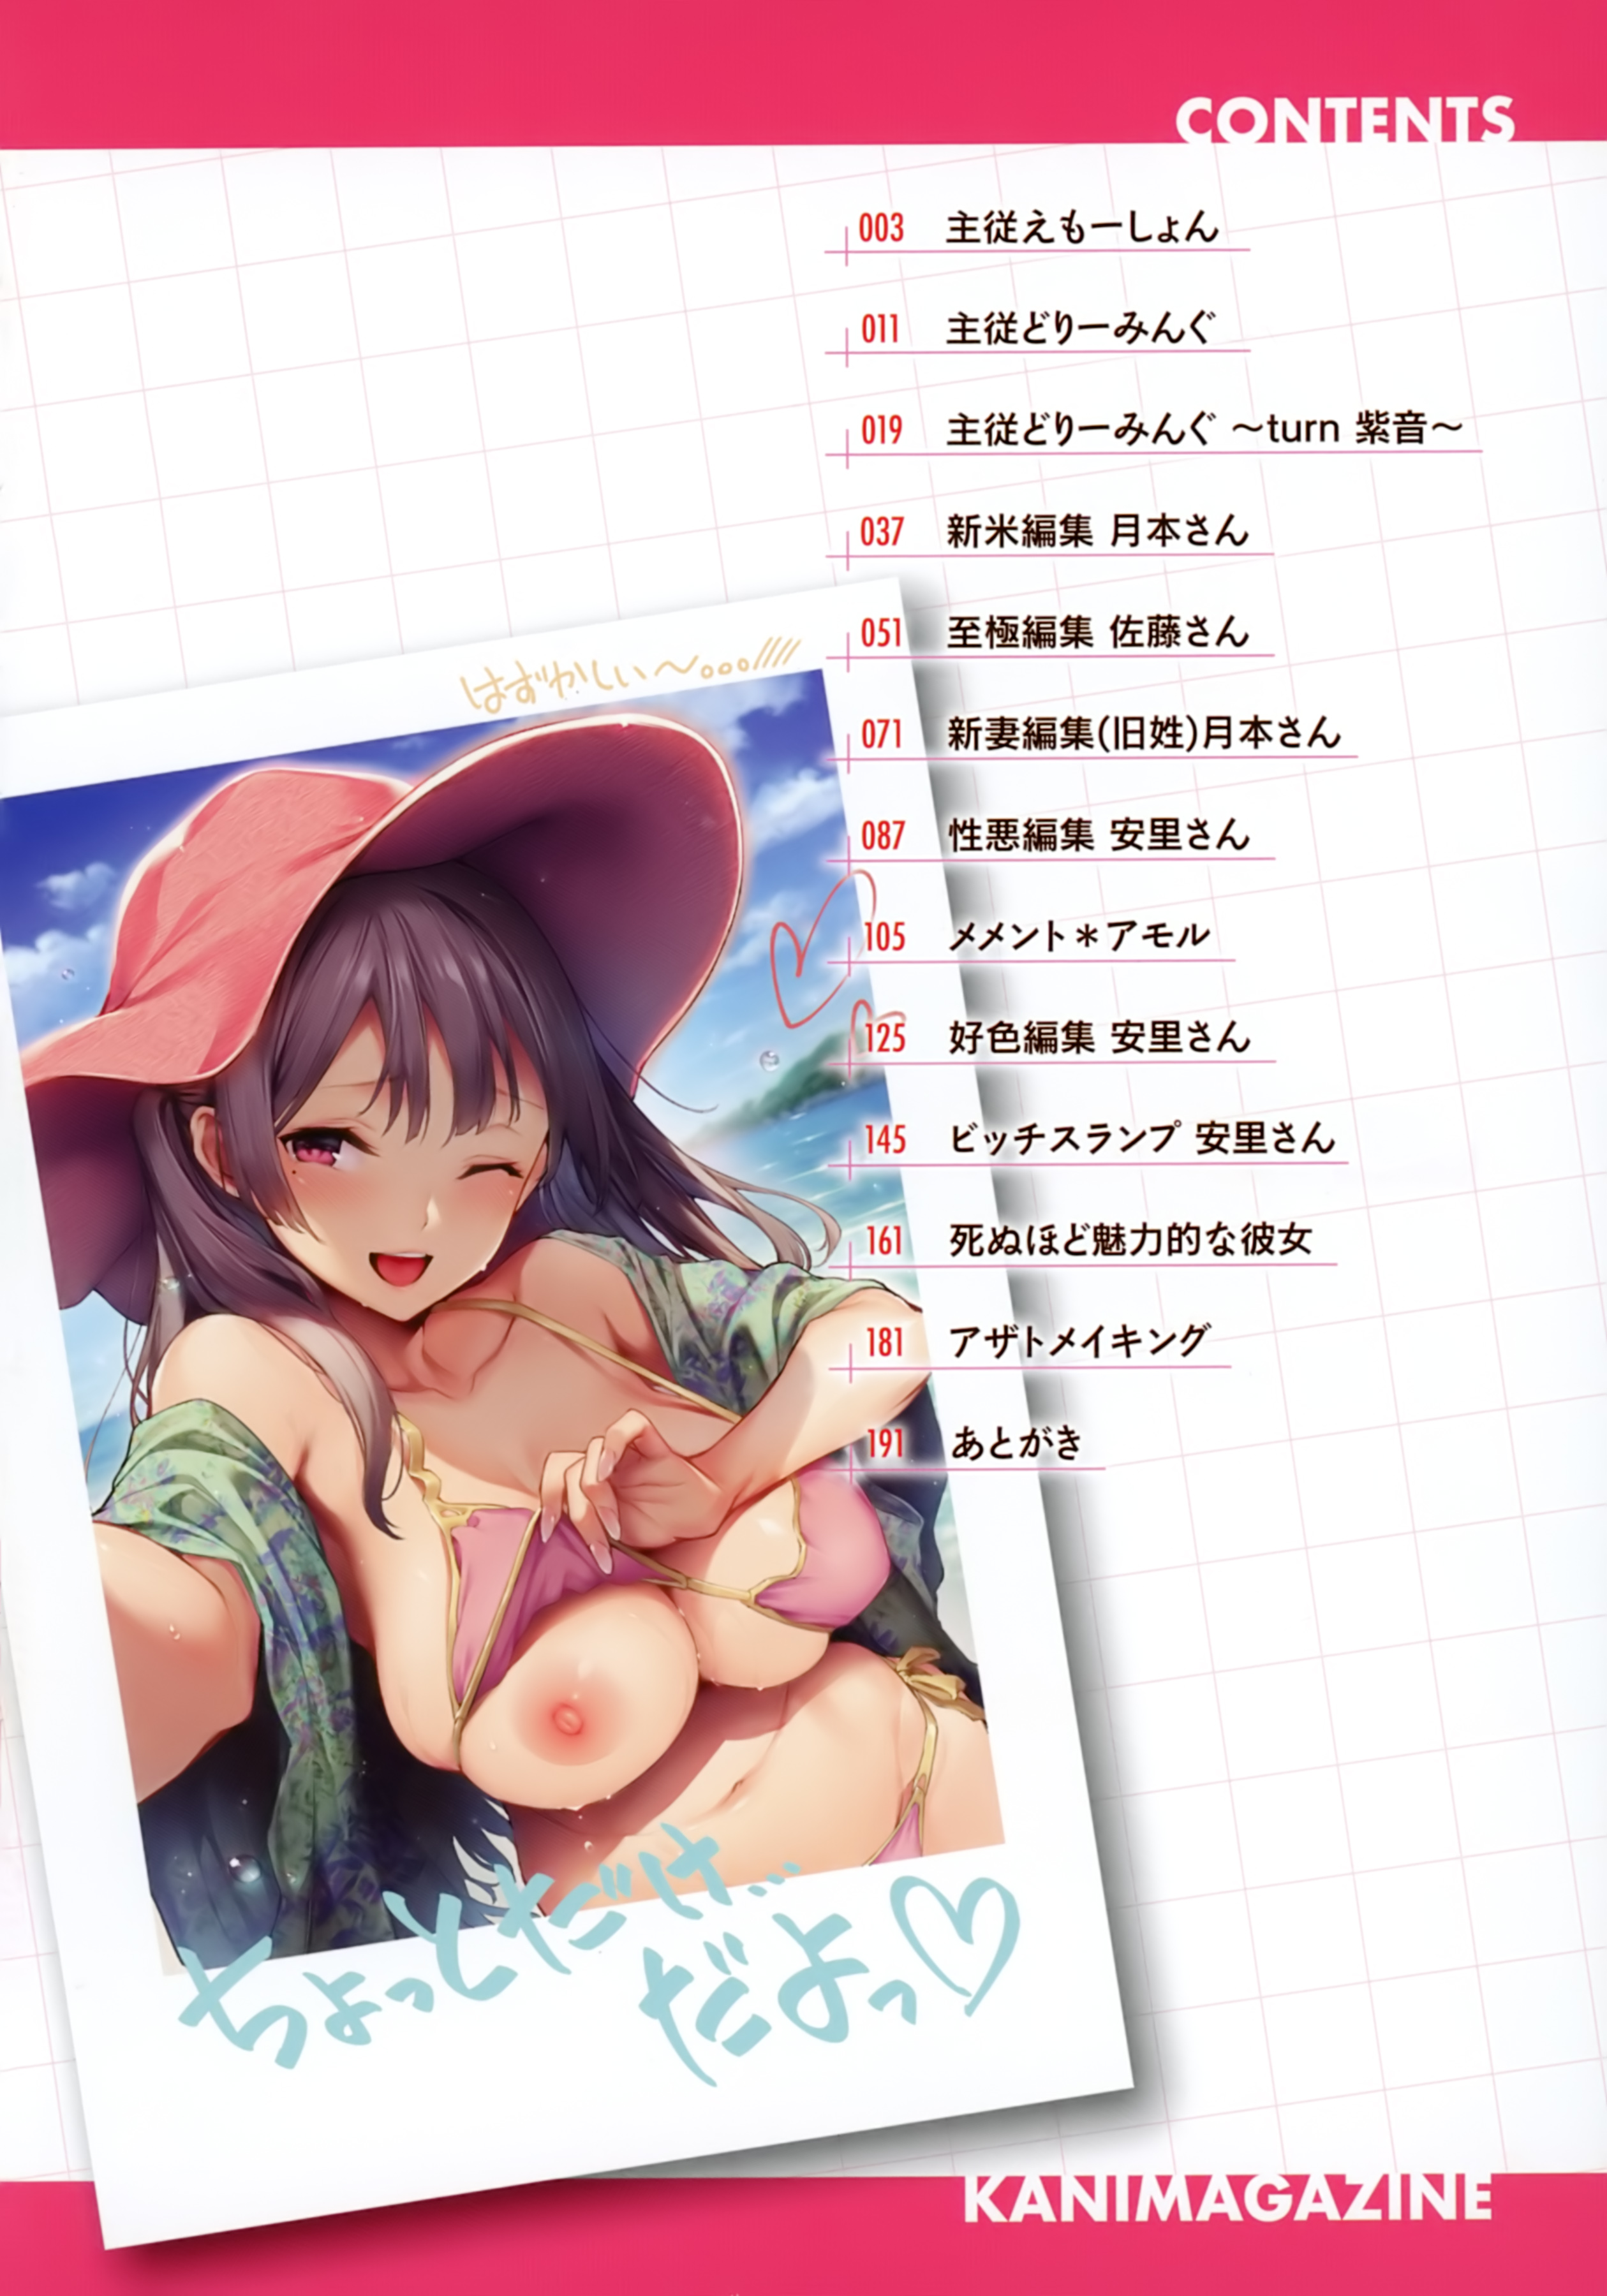 CONTENTS
003 主従えもーしょん
011 主従どりーみんぐ
019 主従どりーみんぐ ～turn 紫音～
037 新米編集 月本さん
051 至極編集 佐藤さん
071 新妻編集(旧姓)月本さん
087 性悪編集 安里さん
105 メメント＊アモル
125 好色編集 安里さん
145 ビッチスランプ 安里さん
161 死ぬほど魅力的な彼女
181 アザトメイキング
191 あとがき
はずかしい〜。。。////
ちょっとだけ…
だよっ♡
KANIMAGAZINE